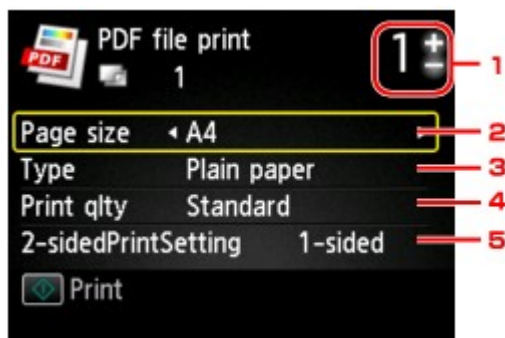 PDF file print
PDF
1
1 + −
1
Page size A4
2
Type Plain paper
3
Print qlty Standard
4
2-sidedPrintSetting 1-sided
5
Print